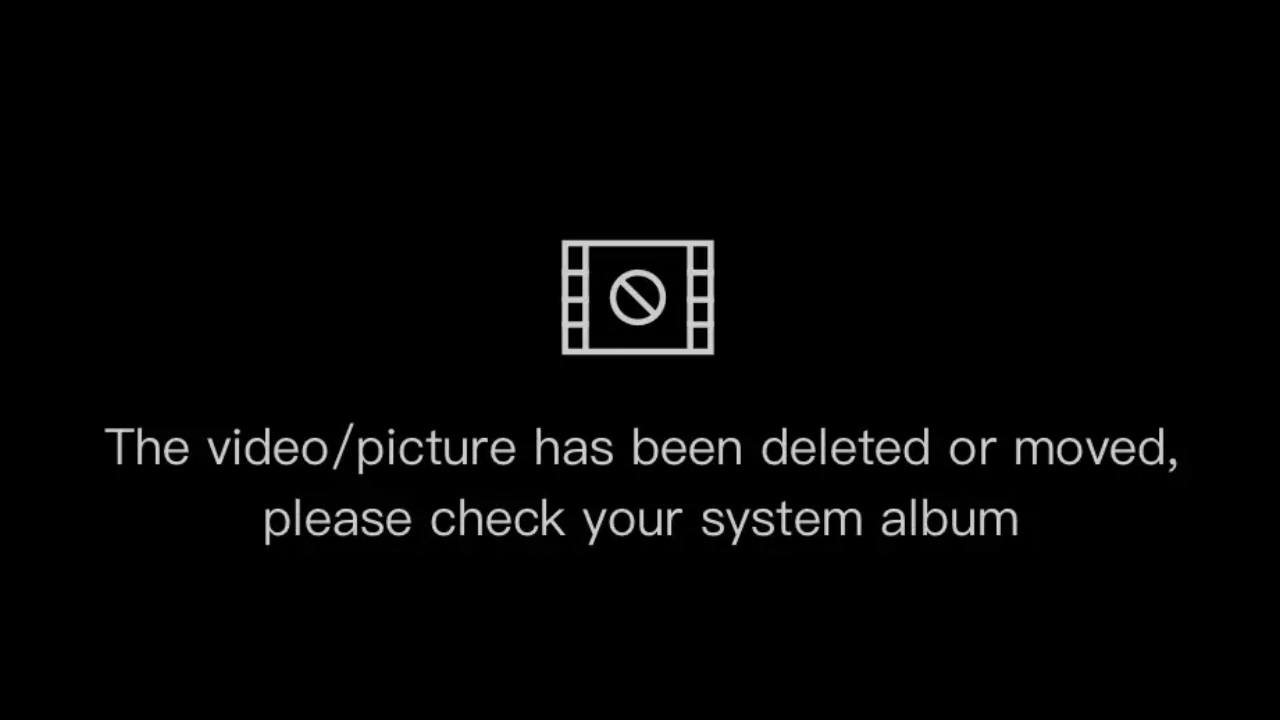 The video/picture has been deleted or moved,
please check your system album